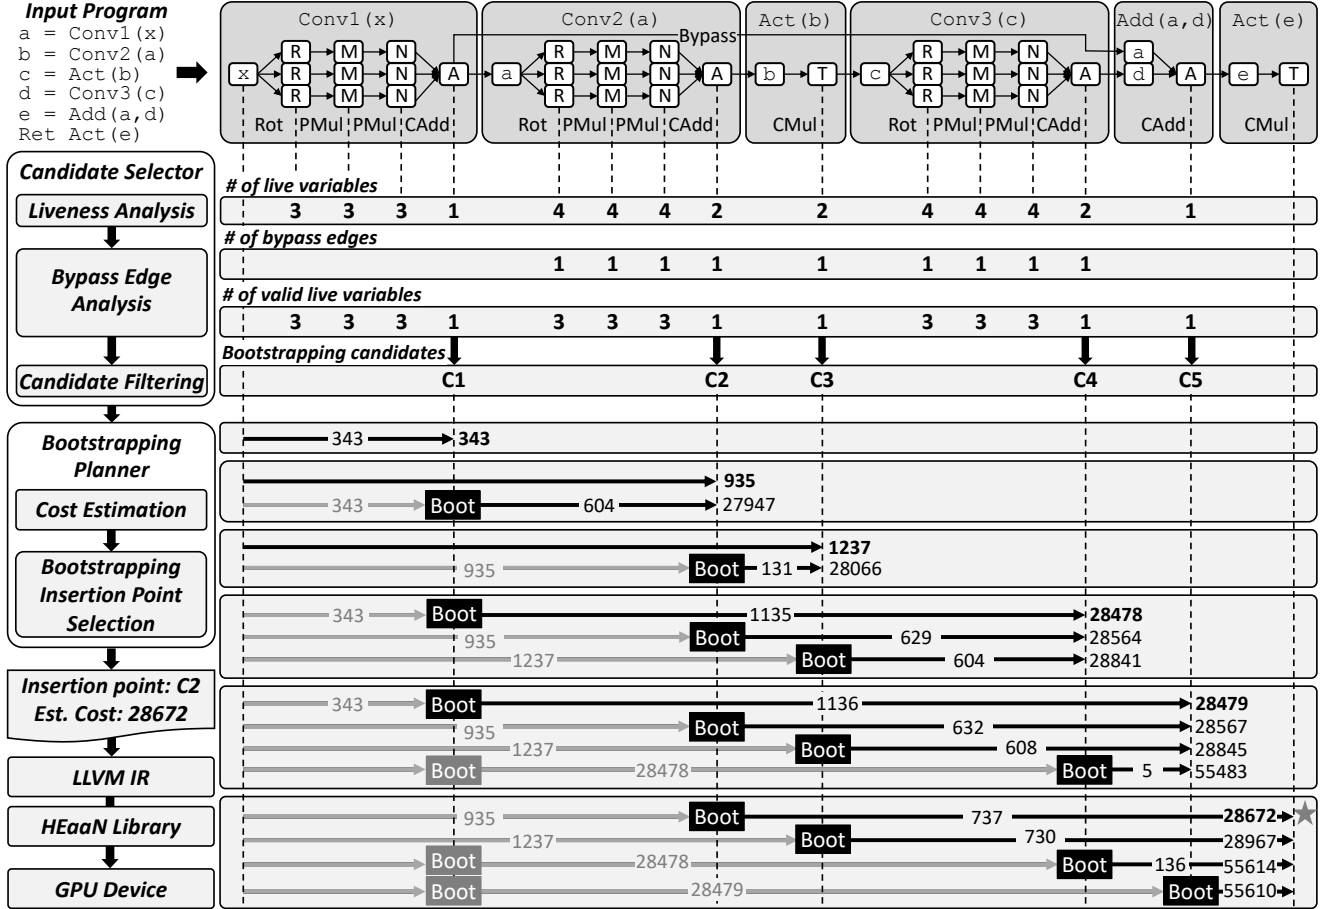 Input Program
a = Conv1(x)
b = Conv2(a)
c = Act(b)
d = Conv3(c)
e = Add(a,d)
Ret Act(e)
Conv1(x) Conv2(a) Act(b) Conv3(c) Add(a,d) Act(e)
Bypass
R M N R M N R M N a
x R M N A a R M N A b T c R M N A d A e T
R M N R M N R M N
Rot PMul PMul CAdd Rot PMul PMul CAdd CMul Rot PMul PMul CAdd CAdd CMul
Candidate Selector
Liveness Analysis
Bypass Edge
Analysis
Candidate Filtering
# of live variables
3 3 3 1 4 4 4 2 2 4 4 4 2 1
# of bypass edges
1 1 1 1 1 1 1 1 1
# of valid live variables
3 3 3 1 3 3 3 1 1 3 3 3 1 1
Bootstrapping candidates
C1 C2 C3 C4 C5
Bootstrapping
Planner
Cost Estimation
Bootstrapping
Insertion Point
Selection
Insertion point: C2
Est. Cost: 28672
LLVM IR
HEaaN Library
GPU Device
343 343
935
343 Boot 604 27947
1237
935 Boot 131 28066
343 Boot 1135 28478
935 Boot 629 28564
1237 Boot 604 28841
343 Boot 1136 28479
935 Boot 632 28567
1237 Boot 608 28845
Boot 28478 Boot 5 55483
935 Boot 737 28672
1237 Boot 730 28967
Boot 28478 Boot 136 55614
Boot 28479 Boot 55610